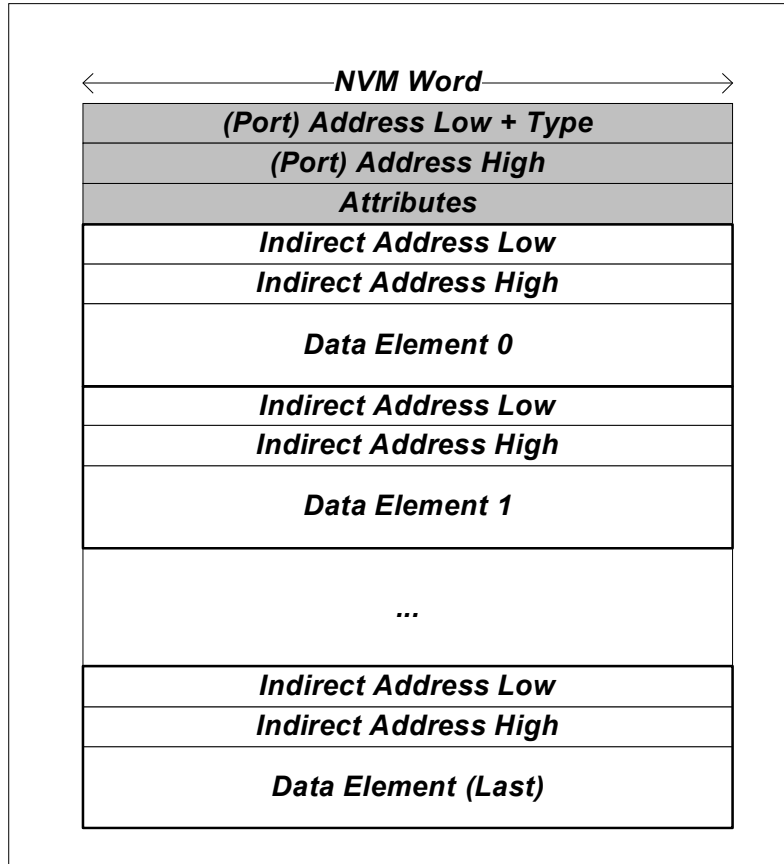 NVM Word
(Port) Address Low + Type
(Port) Address High
Attributes
Indirect Address Low
Indirect Address High
Data Element 0
Indirect Address Low
Indirect Address High
Data Element 1
...
Indirect Address Low
Indirect Address High
Data Element (Last)